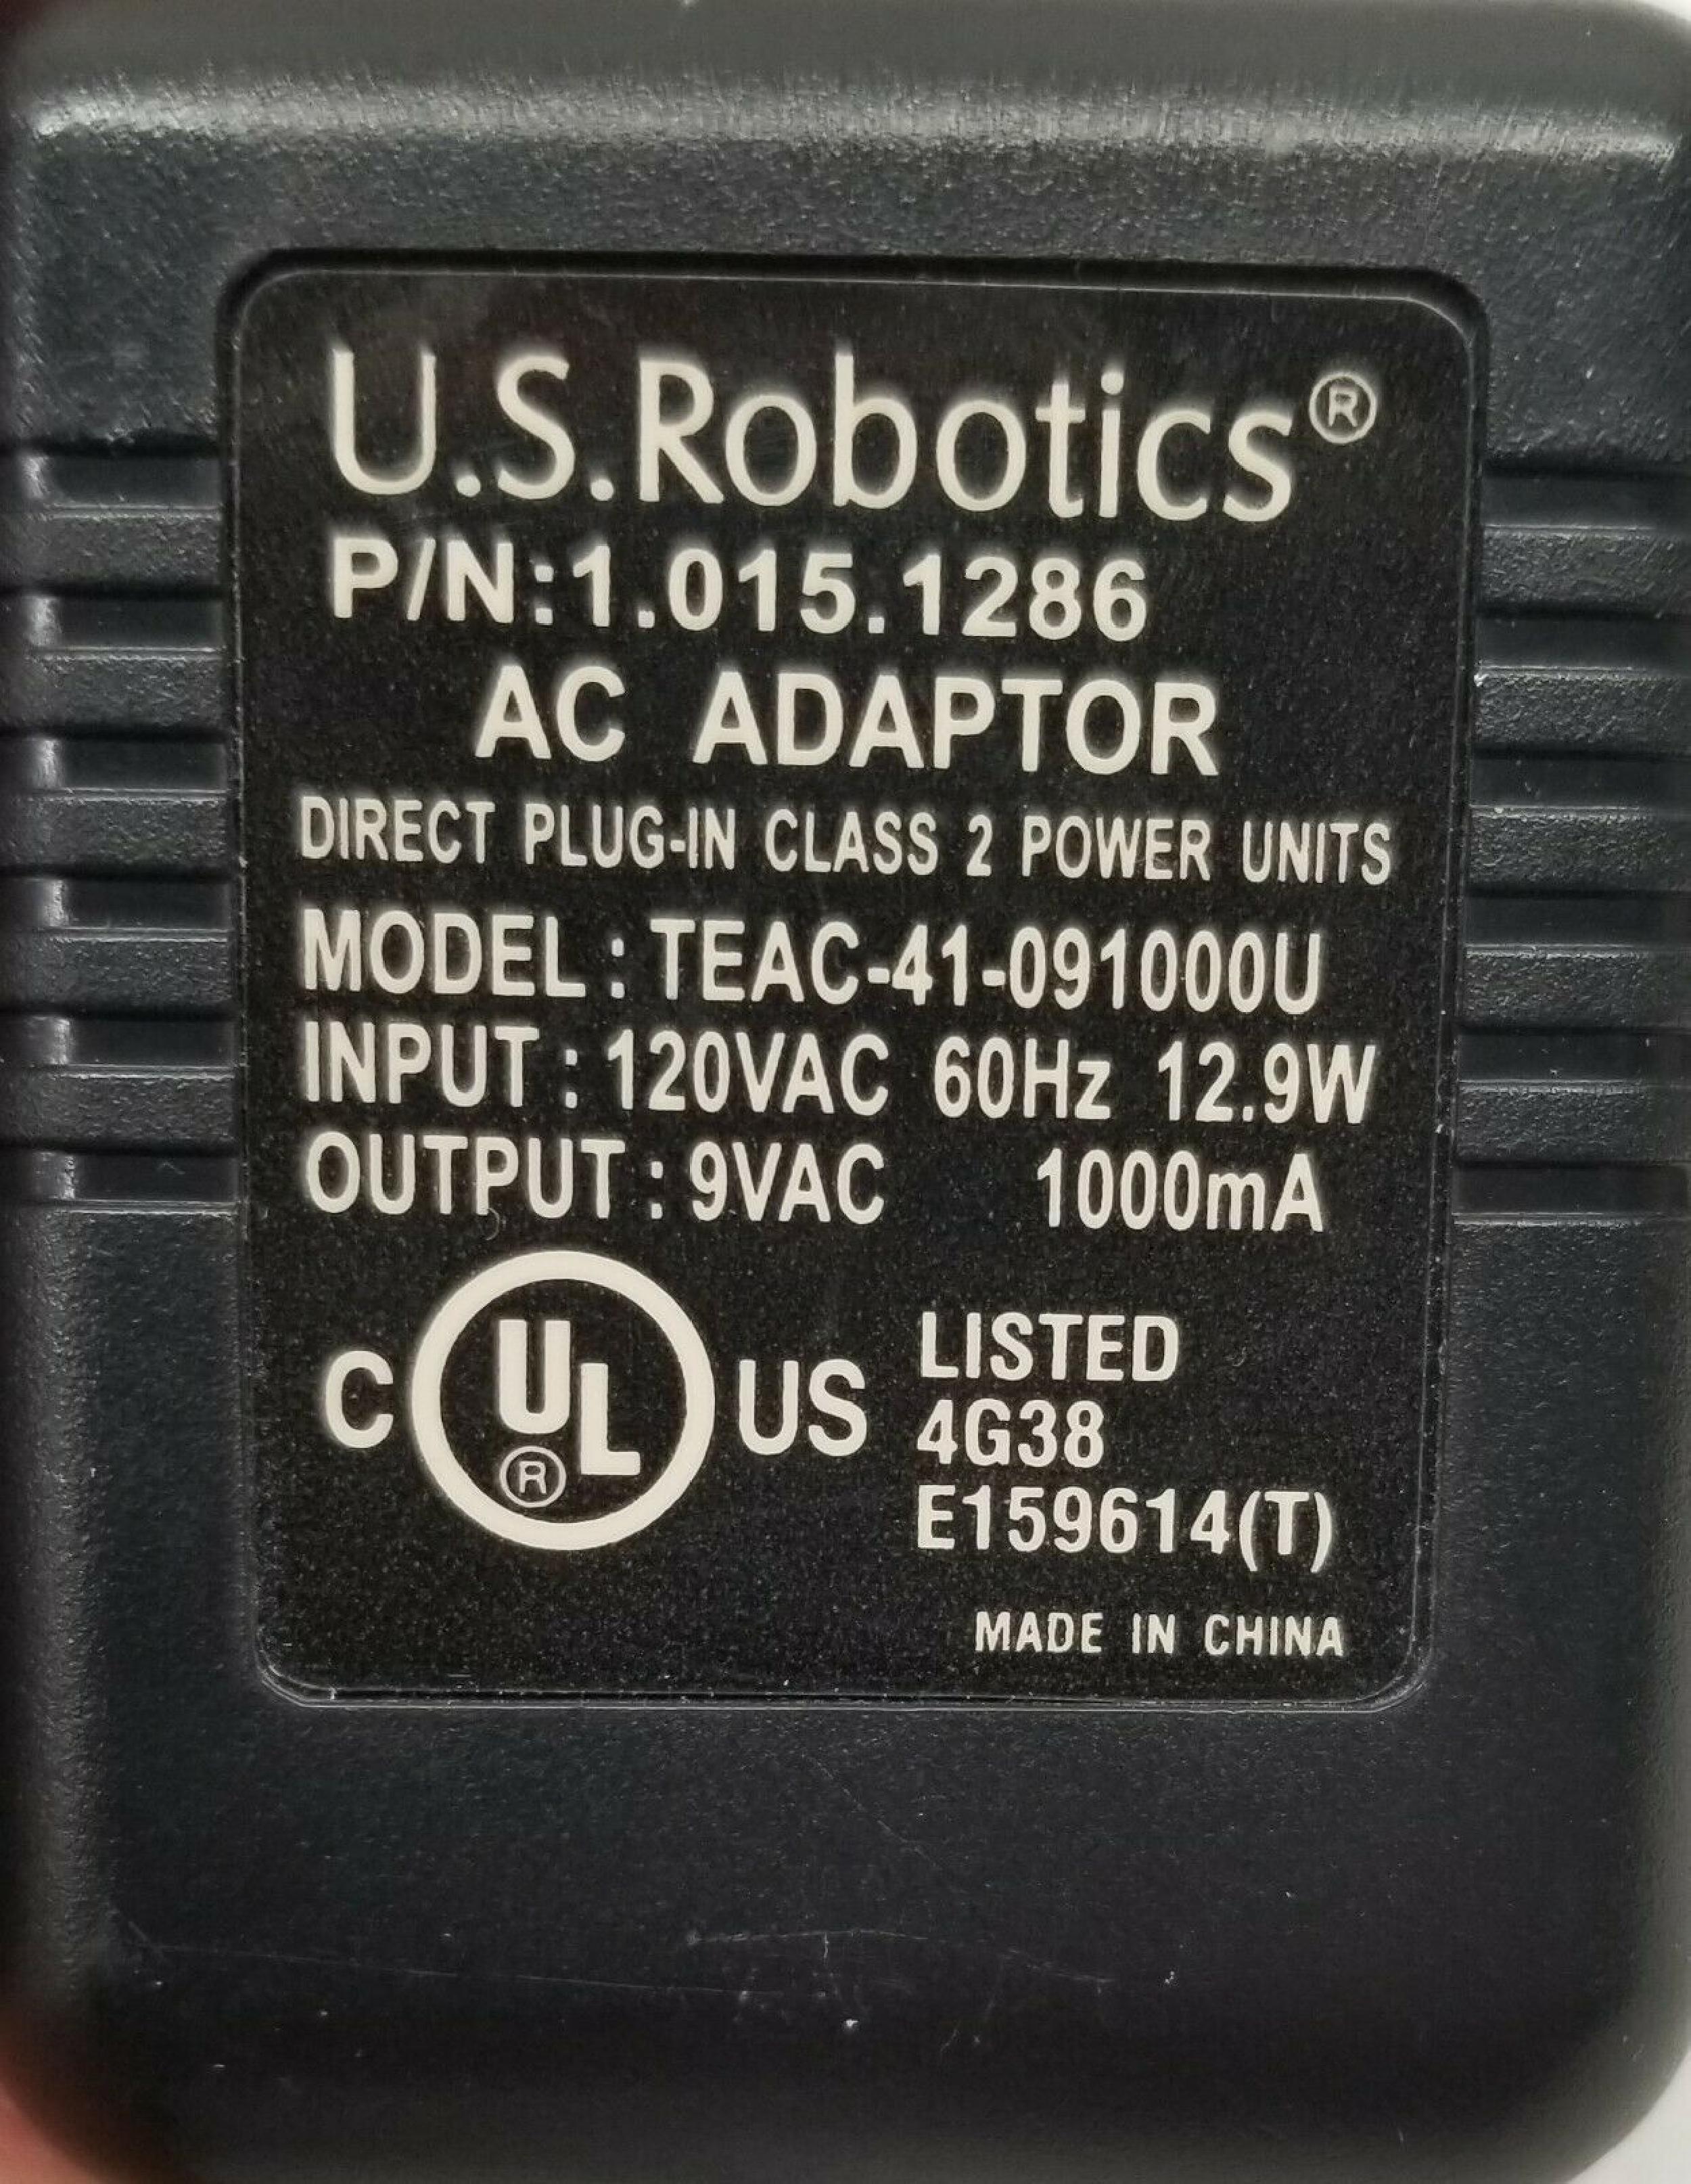 U.S.Robotics®
P/N:1.015.1286
AC ADAPTOR
DIRECT PLUG-IN CLASS 2 POWER UNITS
MODEL : TEAC-41-091000U
INPUT : 120VAC 60Hz 12.9W
OUTPUT : 9VAC 1000mA
C UL® US
LISTED
4G38
E159614(T)
MADE IN CHINA